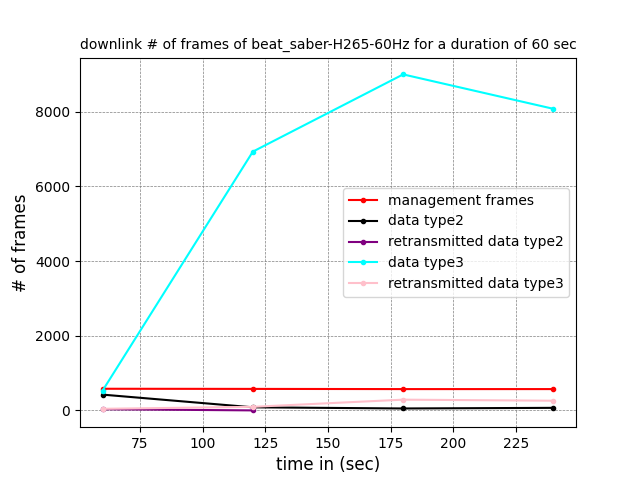 downlink # of frames of beat_saber-H265-60Hz for a duration of 60 sec
# of frames
8000
6000
4000
2000
0
management frames
data type2
retransmitted data type2
data type3
retransmitted data type3
75 100 125 150 175 200 225
time in (sec)